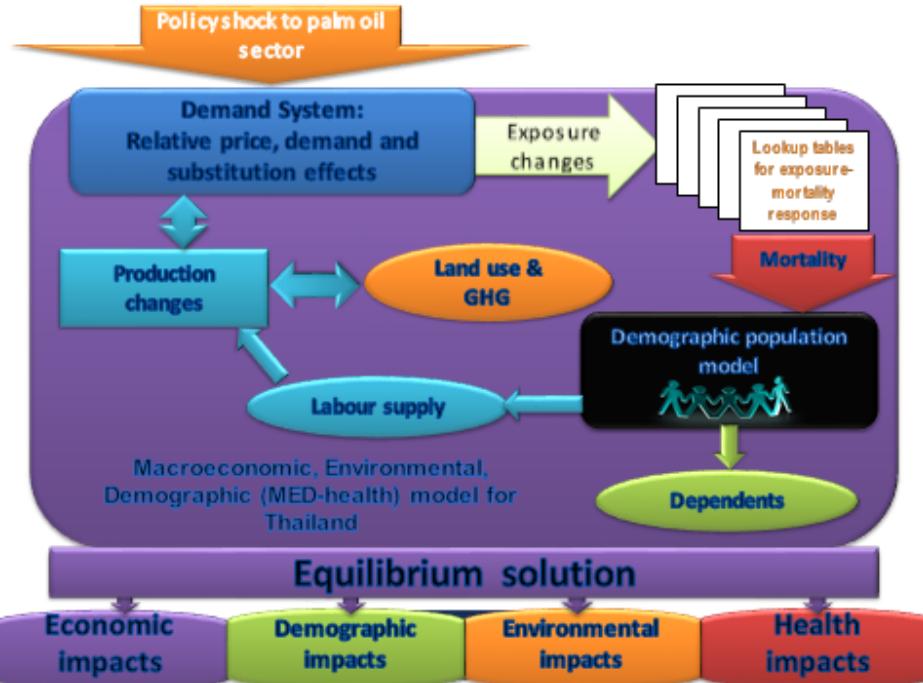 Policy shock to palm oil
sector
Demand System:
Relative price, demand and
substitution effects
Exposure
changes
Lookup tables
for exposure-
mortality
response
Production
changes
Land use &
GHG
Mortality
Demographic population
model
Labour supply
Dependents
Macroeconomic, Environmental,
Demographic (MED-health) model for
Thailand
Equilibrium solution
Economic
impacts
Demographic
impacts
Environmental
impacts
Health
impacts